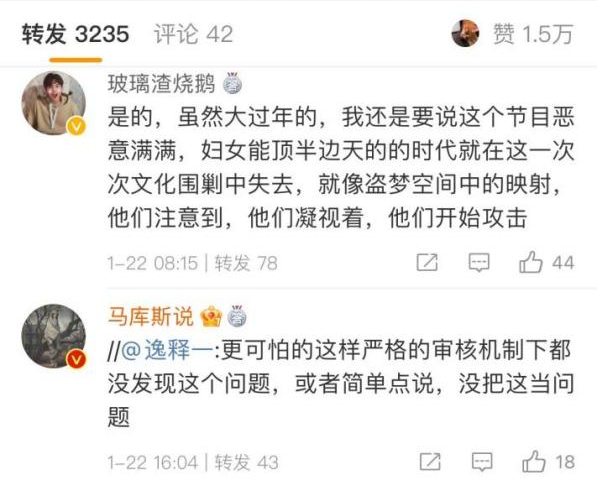 转发 3235 评论 42 赞 1.5万
玻璃渣烧鹅
是的，虽然大过年的，我还是要说这个节目恶
意满满，妇女能顶半边天的的时代就在这一次
次文化围剿中失去，就像盗梦空间中的映射，
他们注意到，他们凝视着，他们开始攻击
1-22 08:15 | 转发 78 44
马库斯说
//@逸释一:更可怕的这样严格的审核机制下都
没发现这个问题，或者简单点说，没把这当问
题
1-22 16:04 | 转发 43 18